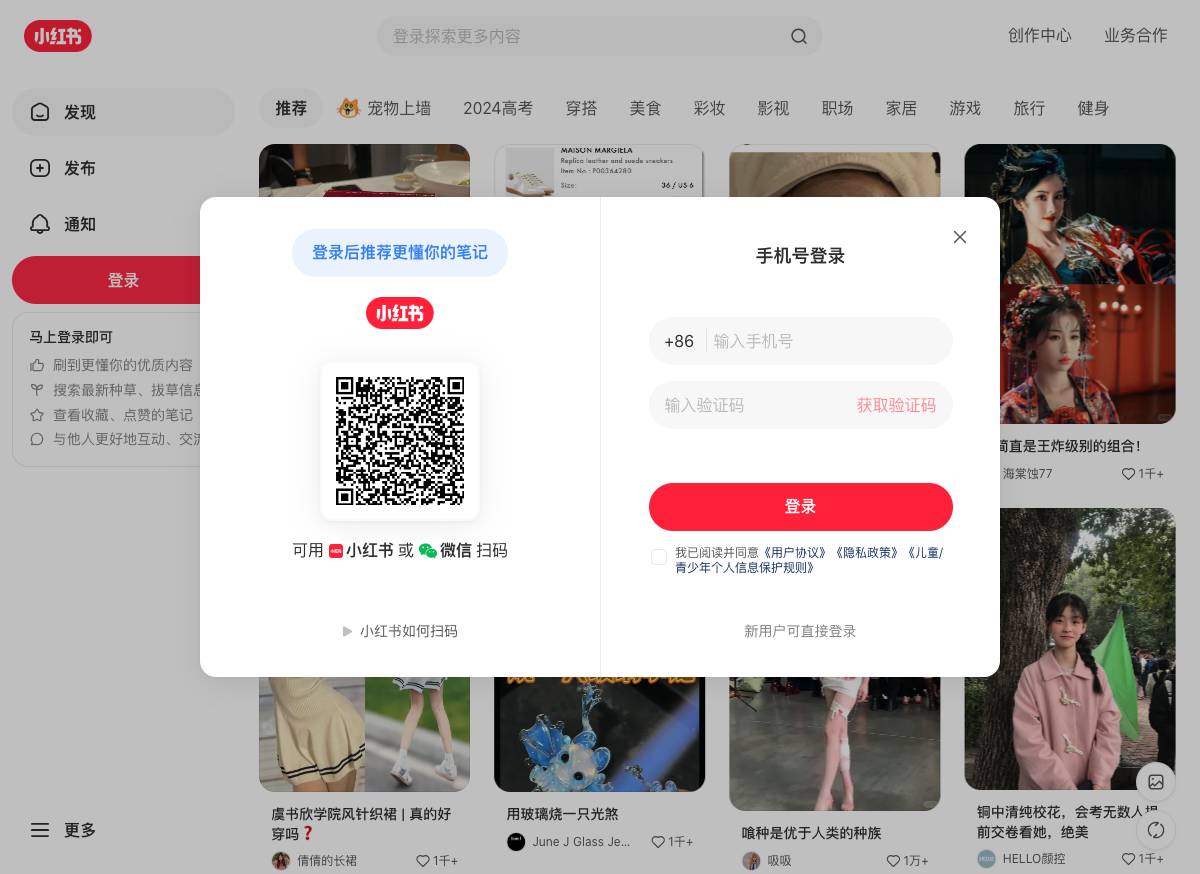 小红书
登录探索更多内容
创作中心
业务合作
发现
发布
通知
登录
马上登录即可
刷到更懂你的优质内容
搜索最新种草、拔草信息
查看收藏、点赞的笔记
与他人更好地互动、交流
更多
推荐
宠物上墙
2024高考
穿搭
美食
彩妆
影视
职场
家居
游戏
旅行
健身
MAISON MARGIELA
Replica leather and suede sneakers
Item No.: P00364280
Size:
36 / US 6
登录后推荐更懂你的笔记
小红书
可用 小红书 或 微信 扫码
小红书如何扫码
手机号登录
+86
输入手机号
输入验证码
获取验证码
登录
我已阅读并同意《用户协议》《隐私政策》《儿童/
青少年个人信息保护规则》
新用户可直接登录
简直是王炸级别的组合！
海棠蚀77
1千+
虞书欣学院风针织裙 | 真的好
穿吗❓
倩倩的长裙
1千+
用玻璃烧一只光煞
June J Glass Je...
1千+
喰种是优于人类的种族
吸吸
1万+
铜中清纯校花，会考无数人提
前交卷看她，绝美
HELLO颜控
1千+